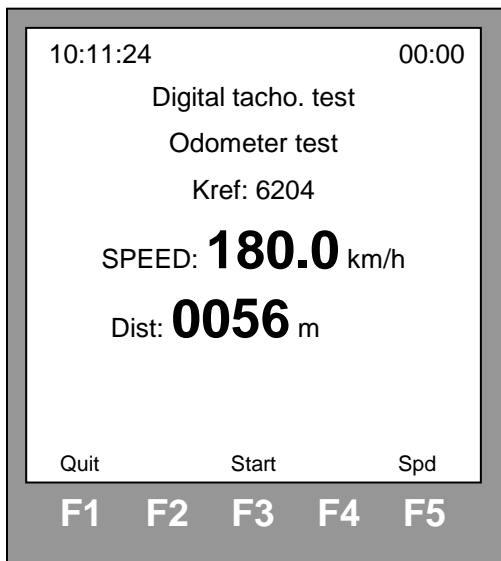 10:11:24 00:00
Digital tacho. test
Odometer test
Kref: 6204
SPEED: 180.0 km/h
Dist: 0056 m
Quit Start Spd
F1 F2 F3 F4 F5